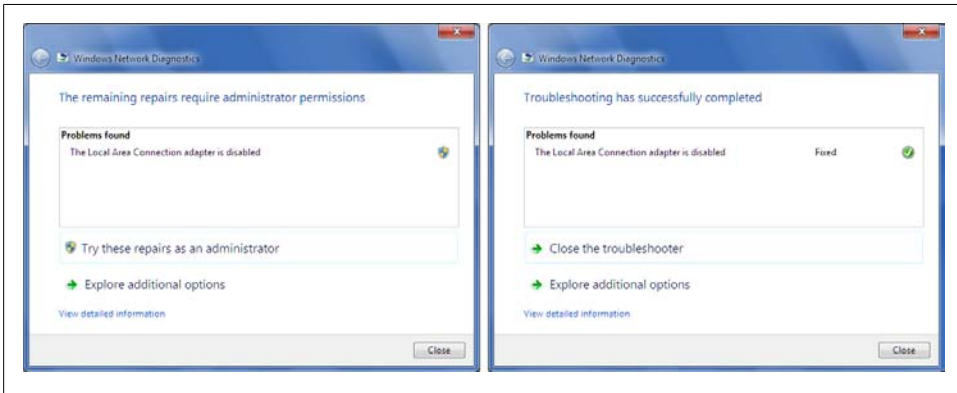 Windows Network Diagnostics
The remaining repairs require administrator permissions
Problems found
The Local Area Connection adapter is disabled
Try these repairs as an administrator
Explore additional options
View detailed information
Close
Windows Network Diagnostics
Troubleshooting has successfully completed
Problems found
The Local Area Connection adapter is disabled Fixed
Close the troubleshooter
Explore additional options
View detailed information
Close